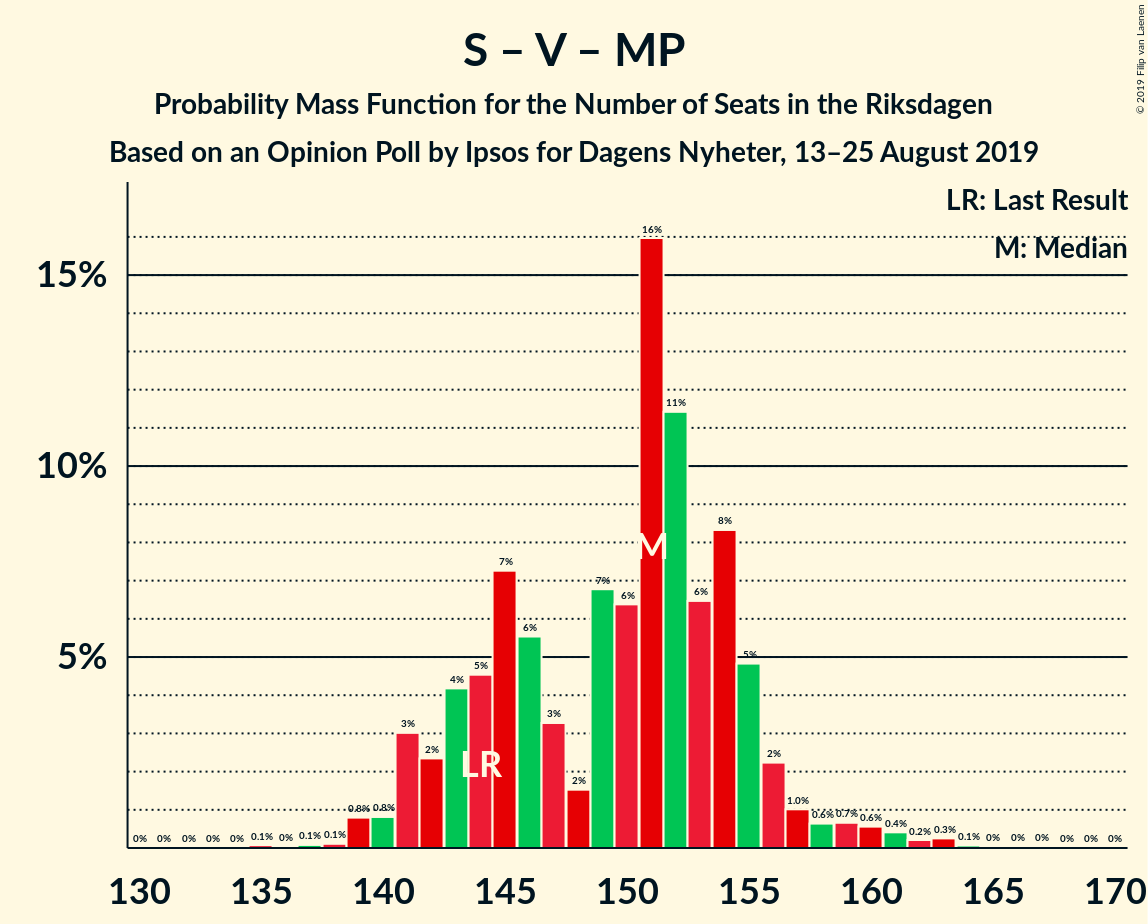 S – V – MP
Probability Mass Function for the Number of Seats in the Riksdagen
Based on an Opinion Poll by Ipsos for Dagens Nyheter, 13–25 August 2019
© 2019 Filip van Laenen
LR: Last Result
M: Median
15%
10%
5%
0% 0% 0% 0% 0% 0.1% 0% 0.1% 0.1% 0.8% 0.8% 3% 2% 4% 5% 7% 6% 3% 2% 7% 6% 16% 11% 6% 8% 5% 2% 1.0% 0.6% 0.7% 0.6% 0.4% 0.2% 0.3% 0.1% 0% 0% 0% 0% 0% 0%
M
LR
130 135 140 145 150 155 160 165 170